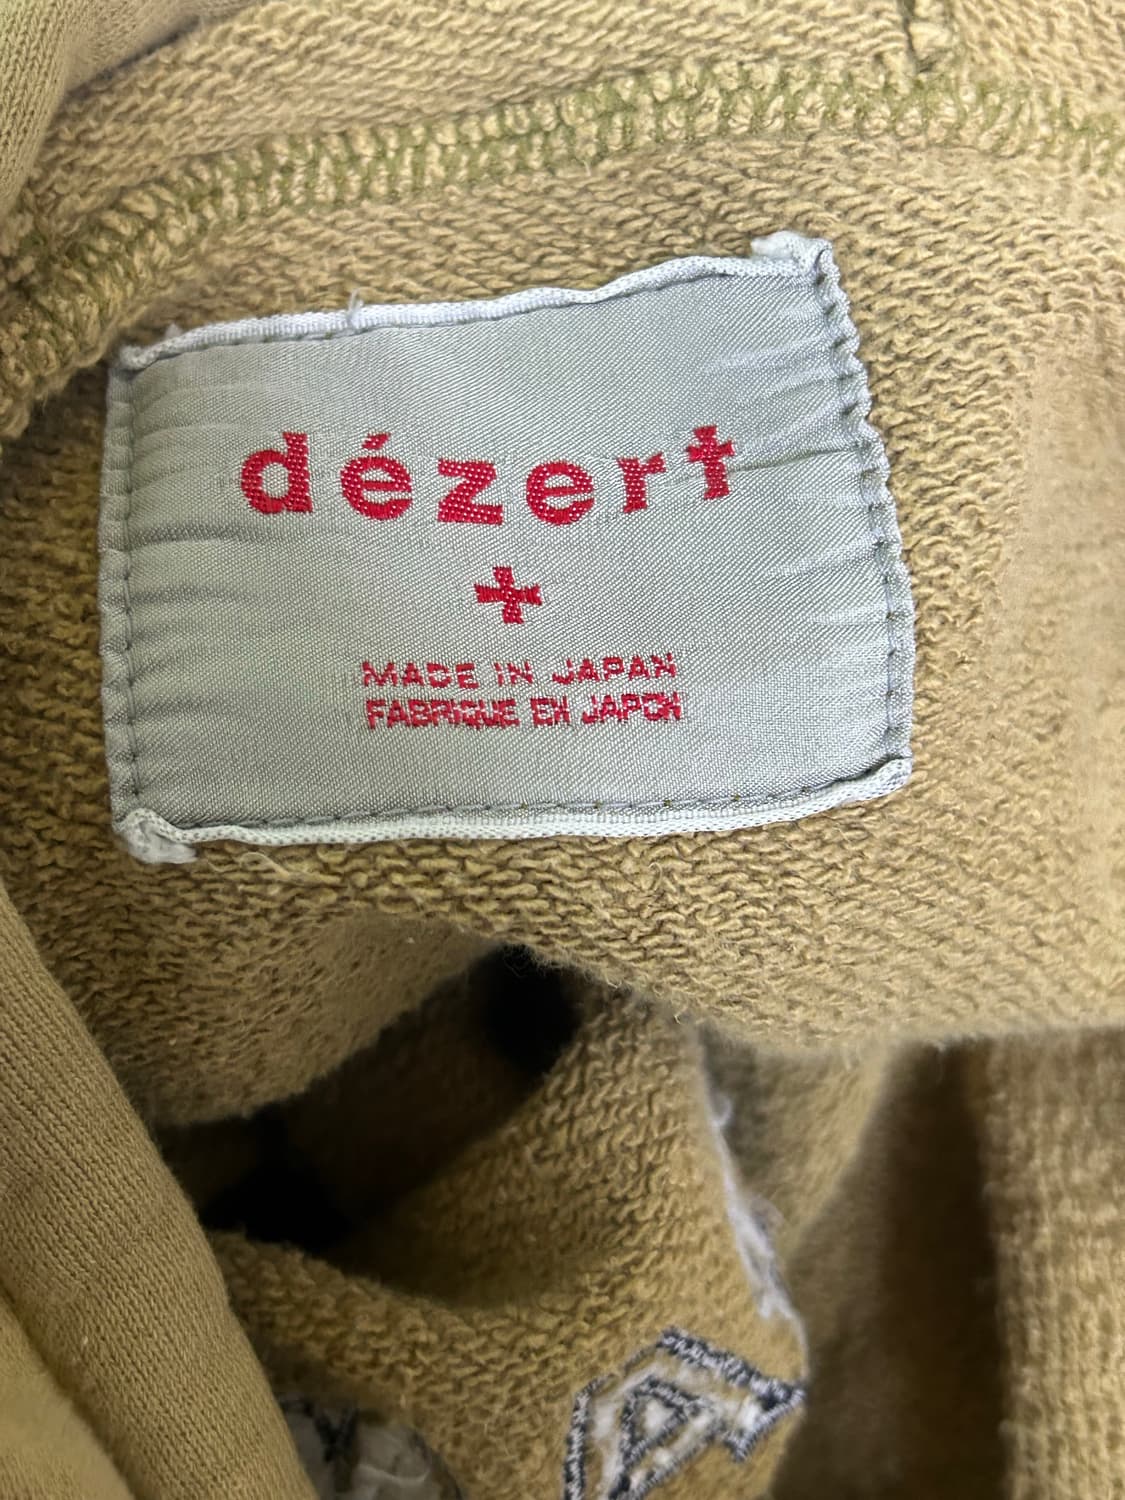 dézert
+
MADE IN JAPAN
FABRIQUE EN JAPON